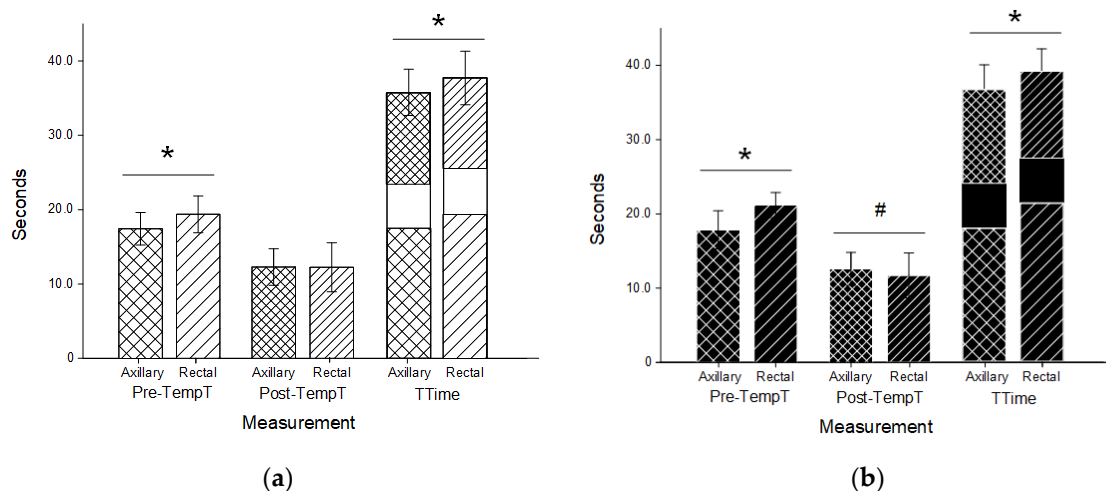 (a)
*
*
Seconds
40.0
30.0
20.0
10.0
0
Axillary Rectal Axillary Rectal Axillary Rectal
Pre-TempT Post-TempT TTime
Measurement
*
*
#
Seconds
40.0
30.0
20.0
10.0
0
Axillary Rectal Axillary Rectal Axillary Rectal
Pre-TempT Post-TempT TTime
Measurement
(b)